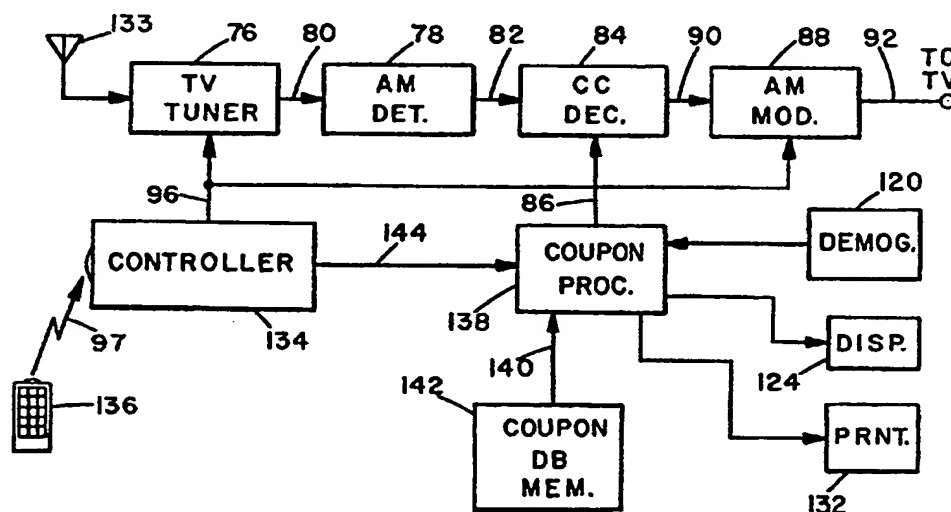 133
76
80
78
82
84
90
88
92
TO
TV
TV
TUNER
AM
DET.
CC
DEC.
AM
MOD.
96
86
120
CONTROLLER
144
COUPON
PROC.
DEMOG.
97
134
138
140
DISP.
124
136
142
COUPON
DB
MEM.
PRNT.
132